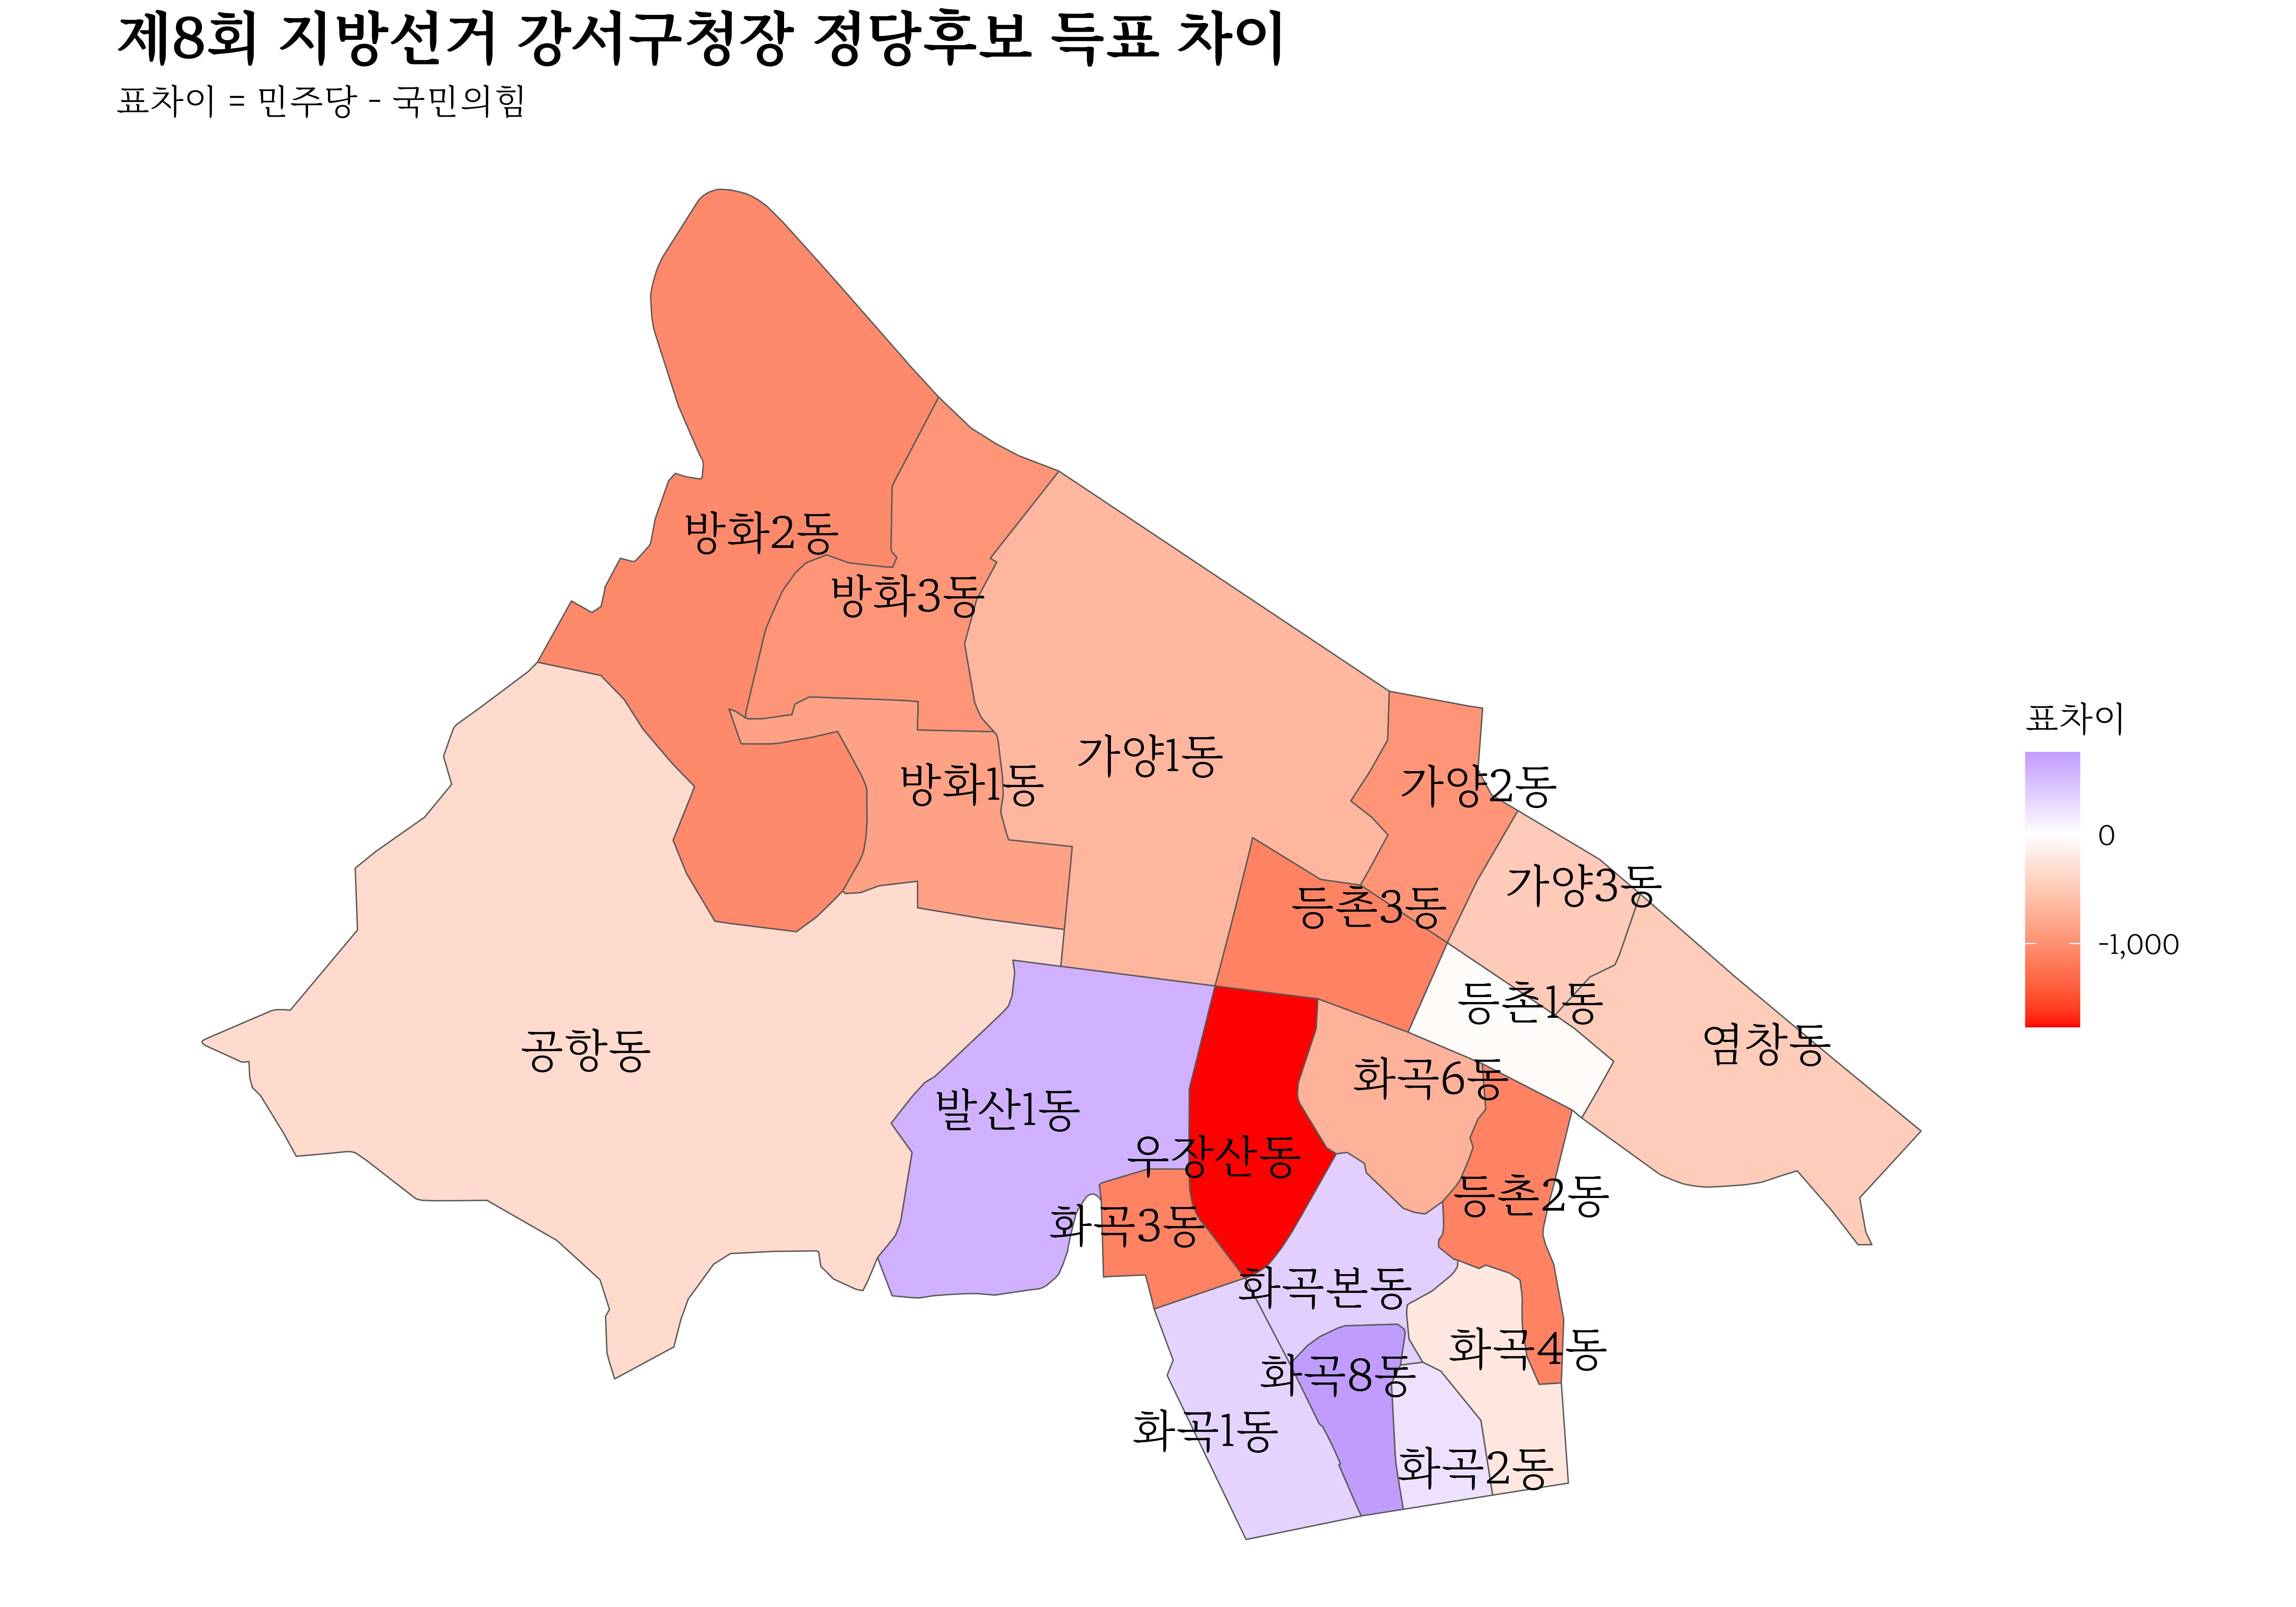 제8회 지방선거 강서구청장 정당후보 득표 차이
표차이 = 민주당 - 국민의힘
방화2동
방화3동
가양1동
방화1동
가양2동
가양3동
등촌3동
등촌1동
염창동
공항동
화곡6동
발산1동
우장산동
등촌2동
화곡3동
화곡본동
화곡4동
화곡8동
화곡1동
화곡2동
표차이
0
-1,000